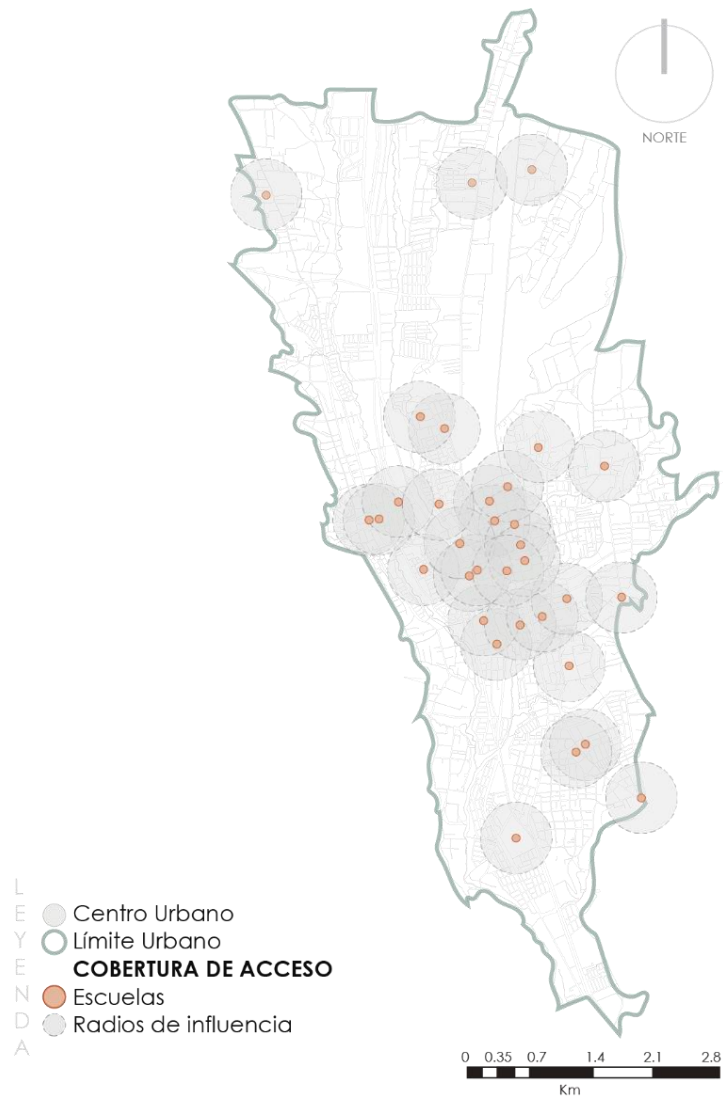 NORTE
LEYENDA
Centro Urbano
Límite Urbano
COBERTURA DE ACCESO
Escuelas
Radios de influencia
0 0.35 0.7 1.4 2.1 2.8
Km